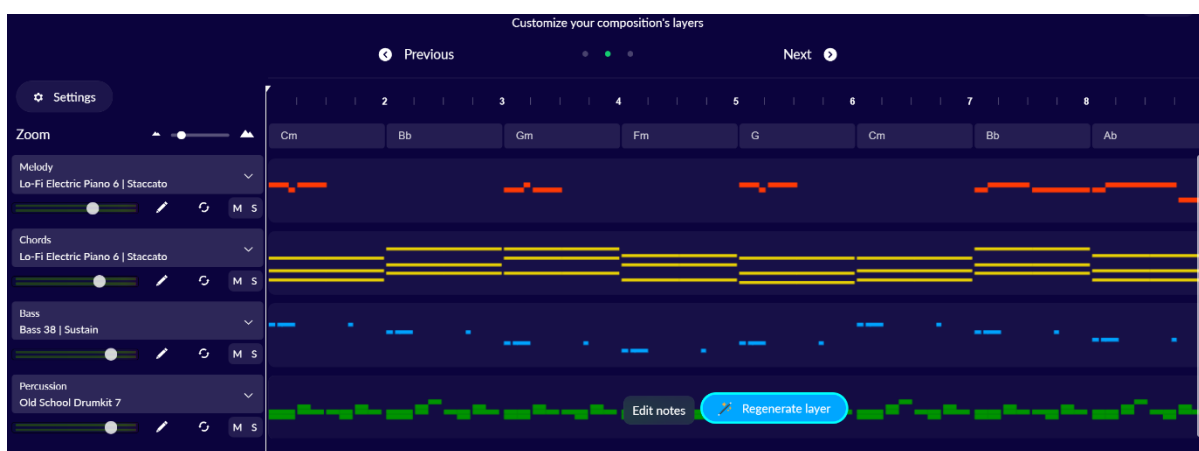 Customize your composition's layers
Previous
Next
Settings
2 3 4 5 6 7 8
Zoom
Cm Bb Gm Fm G Cm Bb Ab
Melody
Lo-Fi Electric Piano 6 | Staccato
M S
Chords
Lo-Fi Electric Piano 6 | Staccato
M S
Bass
Bass 38 | Sustain
M S
Percussion
Old School Drumkit 7
Edit notes Regenerate layer
M S